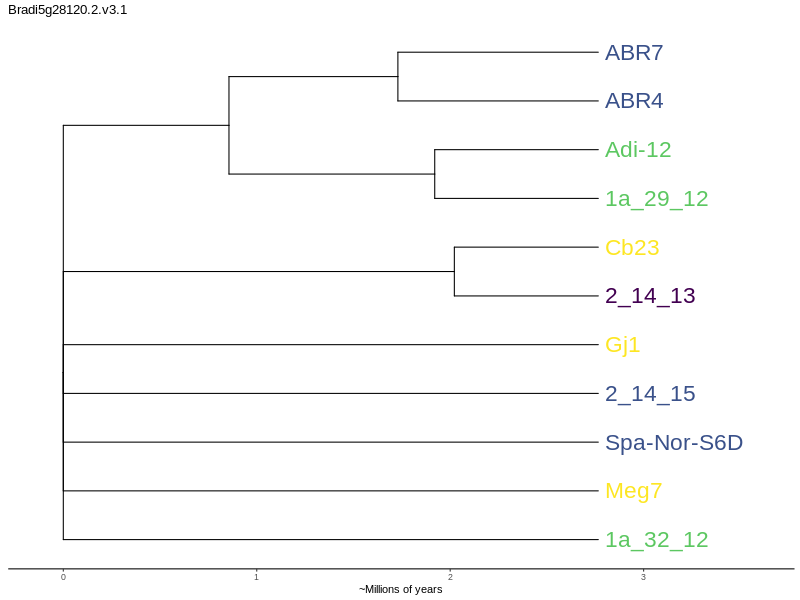 Bradi5g28120.2.v3.1
ABR7
ABR4
Adi-12
1a_29_12
Cb23
2_14_13
Gj1
2_14_15
Spa-Nor-S6D
Meg7
1a_32_12
0 1 2 3
~Millions of years